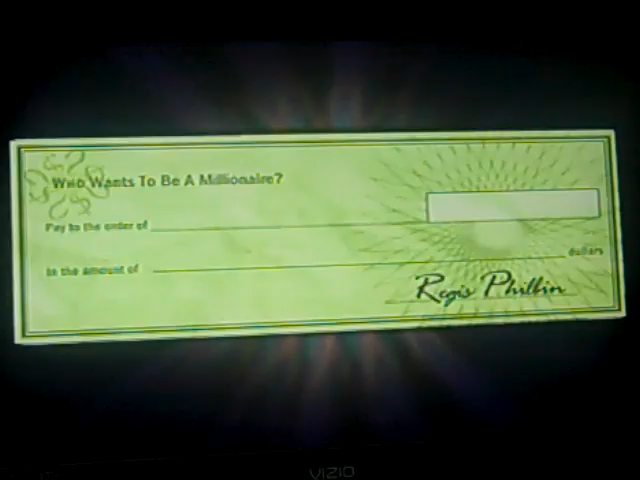 Who Wants To Be A Millionaire?
Pay to the order of
dollars
In the amount of
Regis Philbin
VIZIO